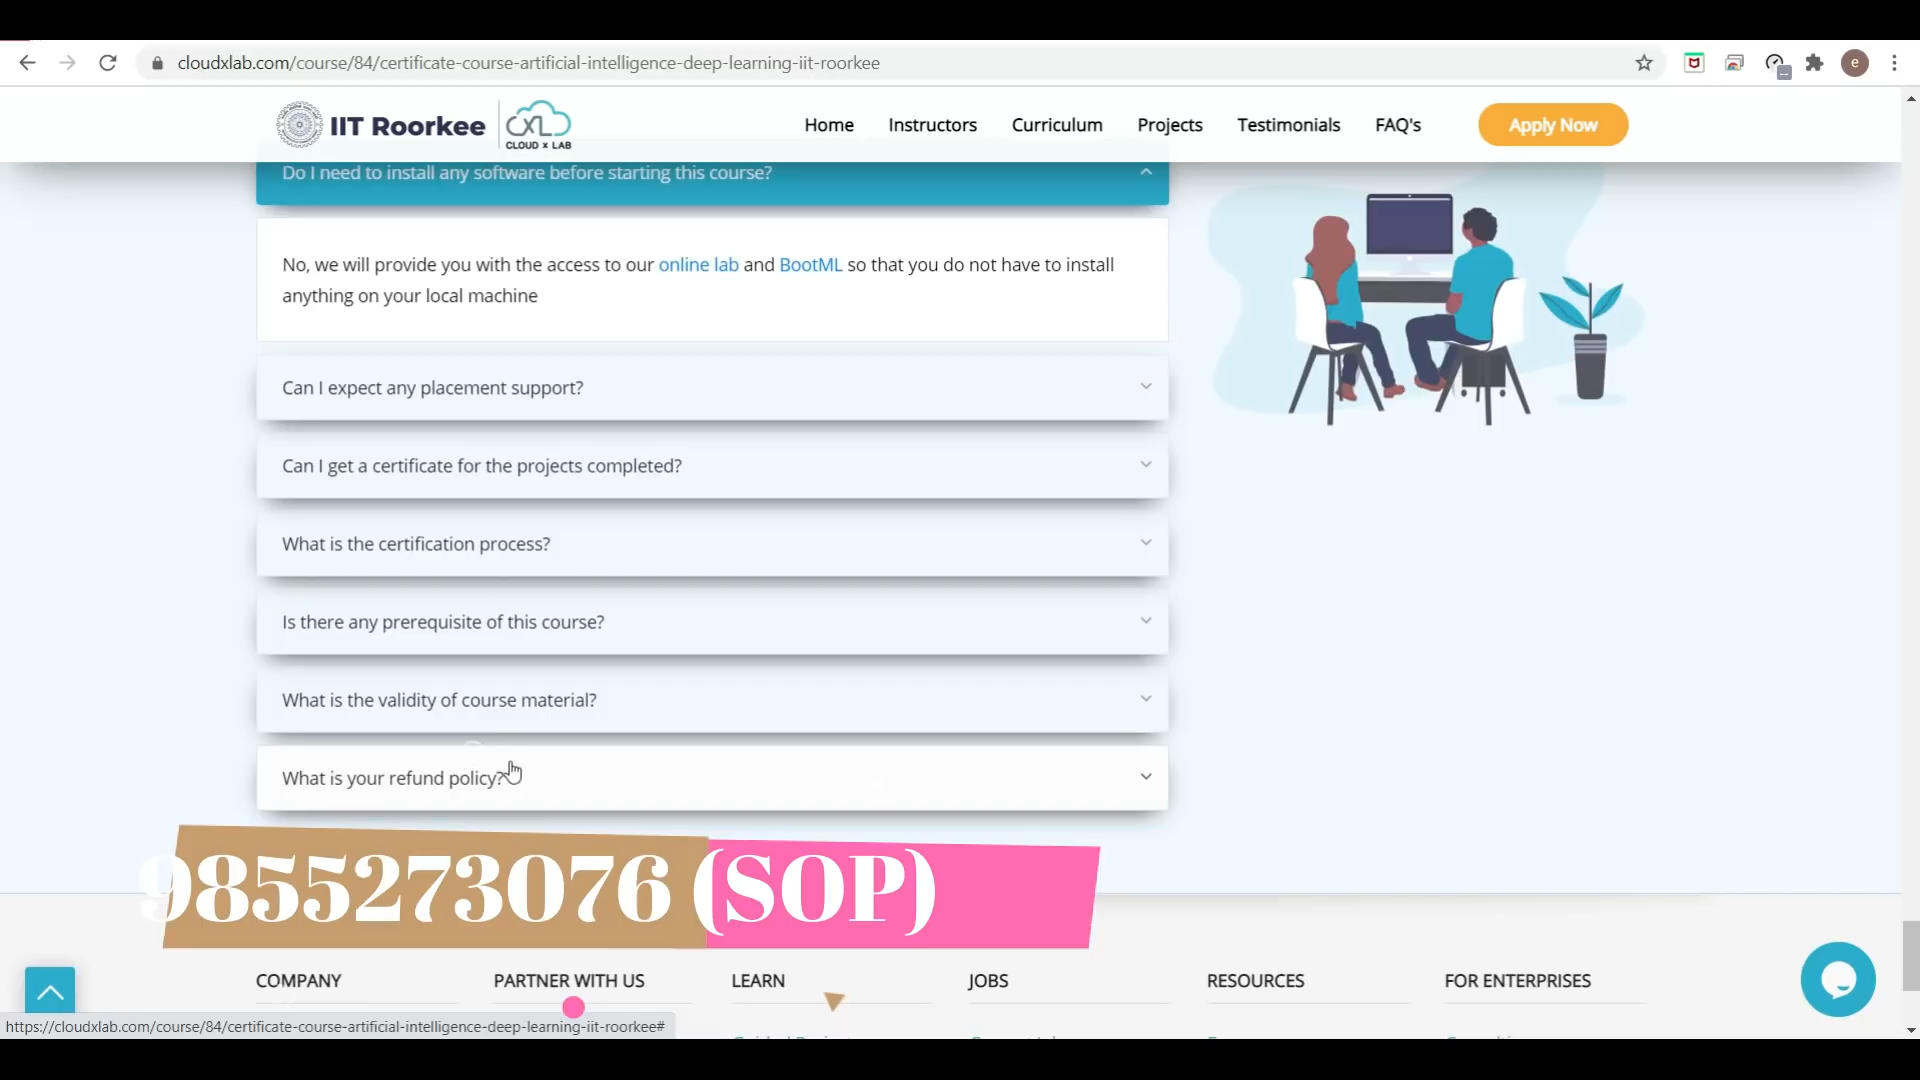 cloudxlab.com/course/84/certificate-course-artificial-intelligence-deep-learning-iit-roorkee
e
IIT Roorkee
CLOUD x LAB
Home
Instructors
Curriculum
Projects
Testimonials
FAQ's
Apply Now
Do I need to install any software before starting this course?
No, we will provide you with the access to our online lab and BootML so that you do not have to install
anything on your local machine
Can I expect any placement support?
Can I get a certificate for the projects completed?
What is the certification process?
Is there any prerequisite of this course?
What is the validity of course material?
What is your refund policy?
9855273076 (SOP)
COMPANY
PARTNER WITH US
LEARN
JOBS
RESOURCES
FOR ENTERPRISES
https://cloudxlab.com/course/84/certificate-course-artificial-intelligence-deep-learning-iit-roorkee#